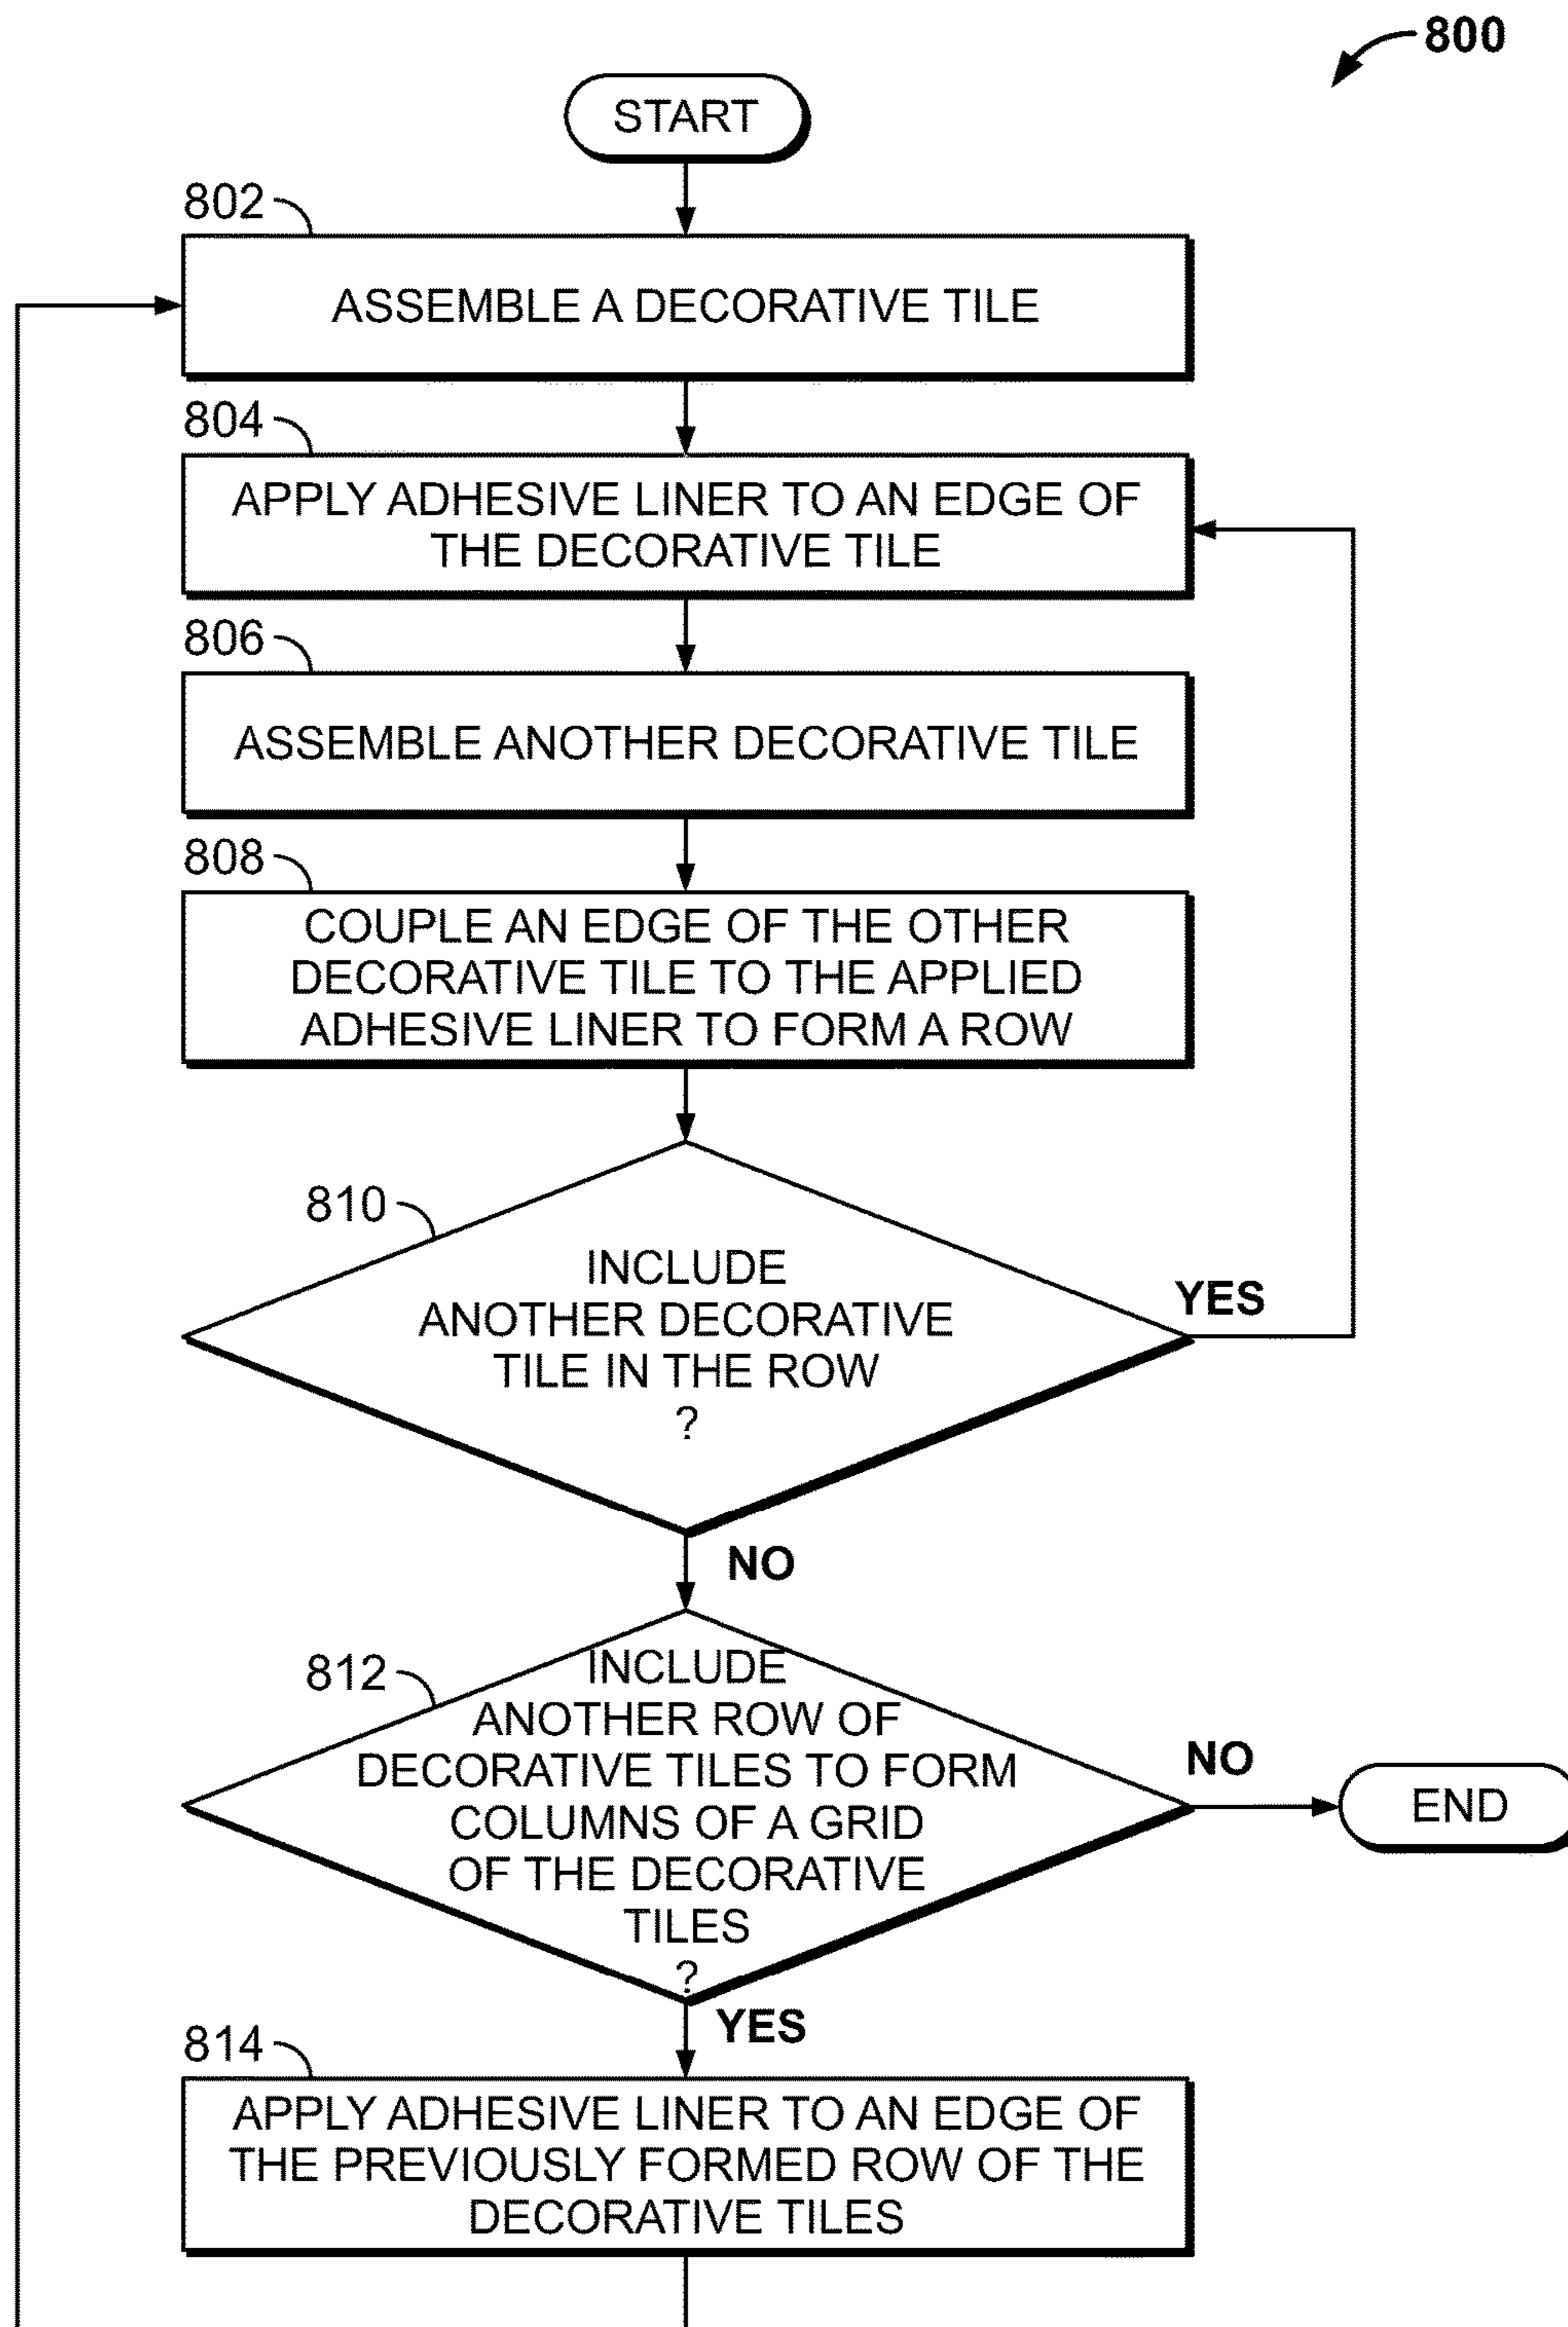 800
START
802
ASSEMBLE A DECORATIVE TILE
804
APPLY ADHESIVE LINER TO AN EDGE OF
THE DECORATIVE TILE
806
ASSEMBLE ANOTHER DECORATIVE TILE
808
COUPLE AN EDGE OF THE OTHER
DECORATIVE TILE TO THE APPLIED
ADHESIVE LINER TO FORM A ROW
810
INCLUDE
ANOTHER DECORATIVE
TILE IN THE ROW
?
YES
NO
812
INCLUDE
ANOTHER ROW OF
DECORATIVE TILES TO FORM
COLUMNS OF A GRID
OF THE DECORATIVE
TILES
?
NO
END
YES
814
APPLY ADHESIVE LINER TO AN EDGE OF
THE PREVIOUSLY FORMED ROW OF THE
DECORATIVE TILES